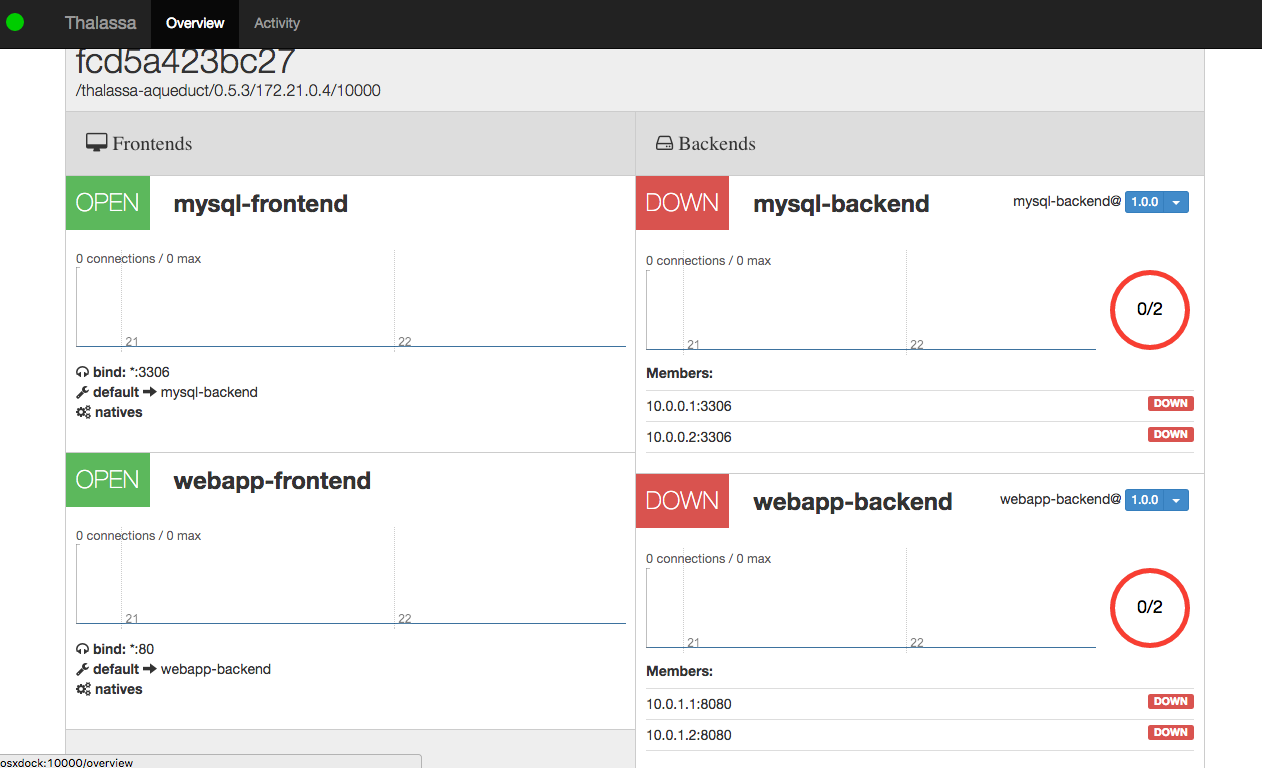 Thalassa Overview Activity
fcd5a423bc27
/thalassa-aqueduct/0.5.3/172.21.0.4/10000
Frontends
OPEN mysql-frontend
0 connections / 0 max
21 22
bind: *:3306
default mysql-backend
natives
OPEN webapp-frontend
0 connections / 0 max
21 22
bind: *:80
default webapp-backend
natives
Backends
DOWN mysql-backend mysql-backend@ 1.0.0
0 connections / 0 max
0/2
21 22
Members:
10.0.0.1:3306 DOWN
10.0.0.2:3306 DOWN
DOWN webapp-backend webapp-backend@ 1.0.0
0 connections / 0 max
0/2
21 22
Members:
10.0.1.1:8080 DOWN
10.0.1.2:8080 DOWN
osxdock:10000/overview